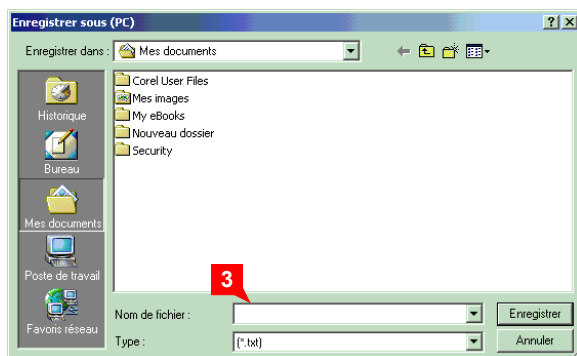 Enregistrer sous (PC)
Enregistrer dans : Mes documents
Historique
Bureau
Mes documents
Poste de travail
Favoris réseau
Corel User Files
Mes images
My eBooks
Nouveau dossier
Security
3
Nom de fichier :
Enregistrer
Type : (*.txt)
Annuler